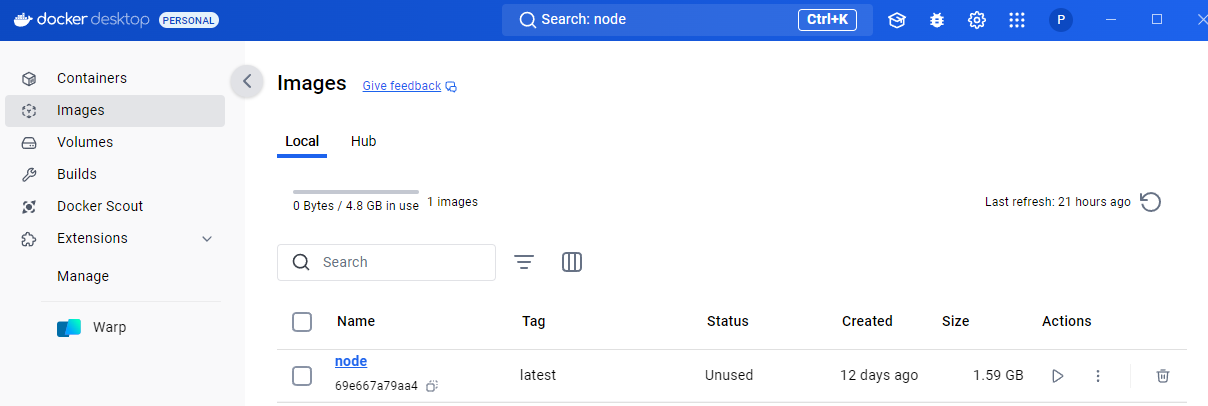 docker desktop PERSONAL Search: node Ctrl+K P
Containers
Images
Volumes
Builds
Docker Scout
Extensions
Manage
Warp
Images Give feedback
Local Hub
0 Bytes / 4.8 GB in use 1 images Last refresh: 21 hours ago
Search
Name Tag Status Created Size Actions
node
69e667a79aa4 latest Unused 12 days ago 1.59 GB